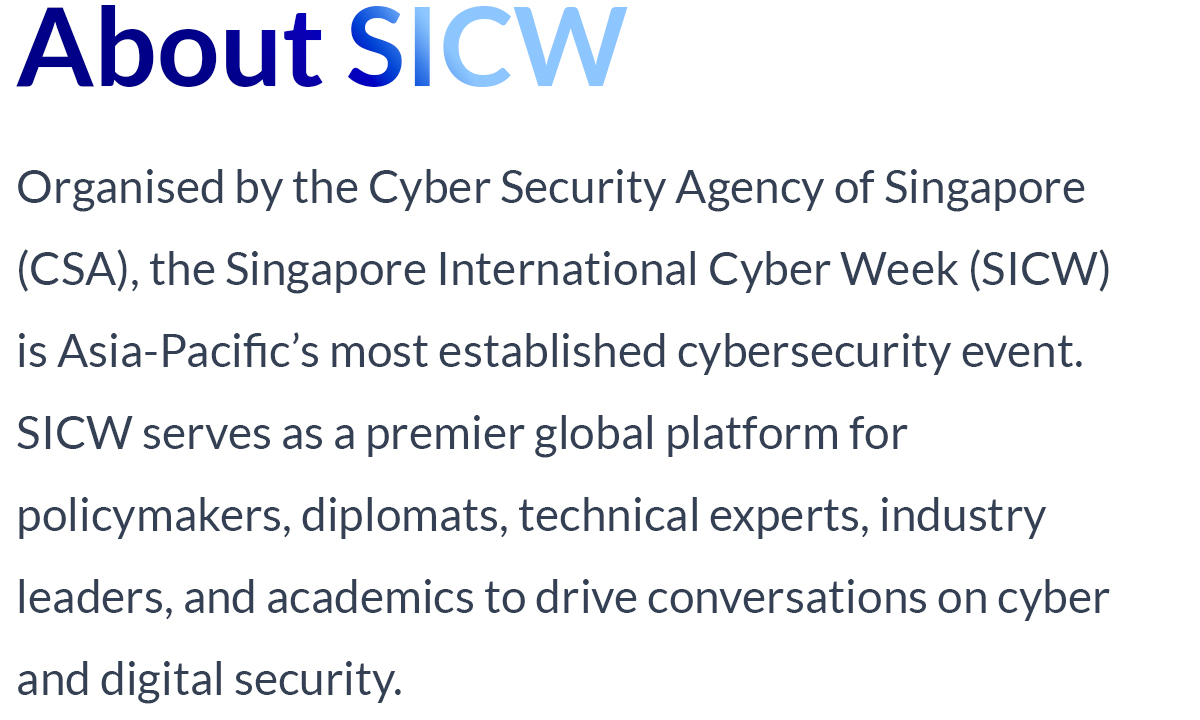 About SICW
Organised by the Cyber Security Agency of Singapore
(CSA), the Singapore International Cyber Week (SICW)
is Asia-Pacific’s most established cybersecurity event.
SICW serves as a premier global platform for
policymakers, diplomats, technical experts, industry
leaders, and academics to drive conversations on cyber
and digital security.